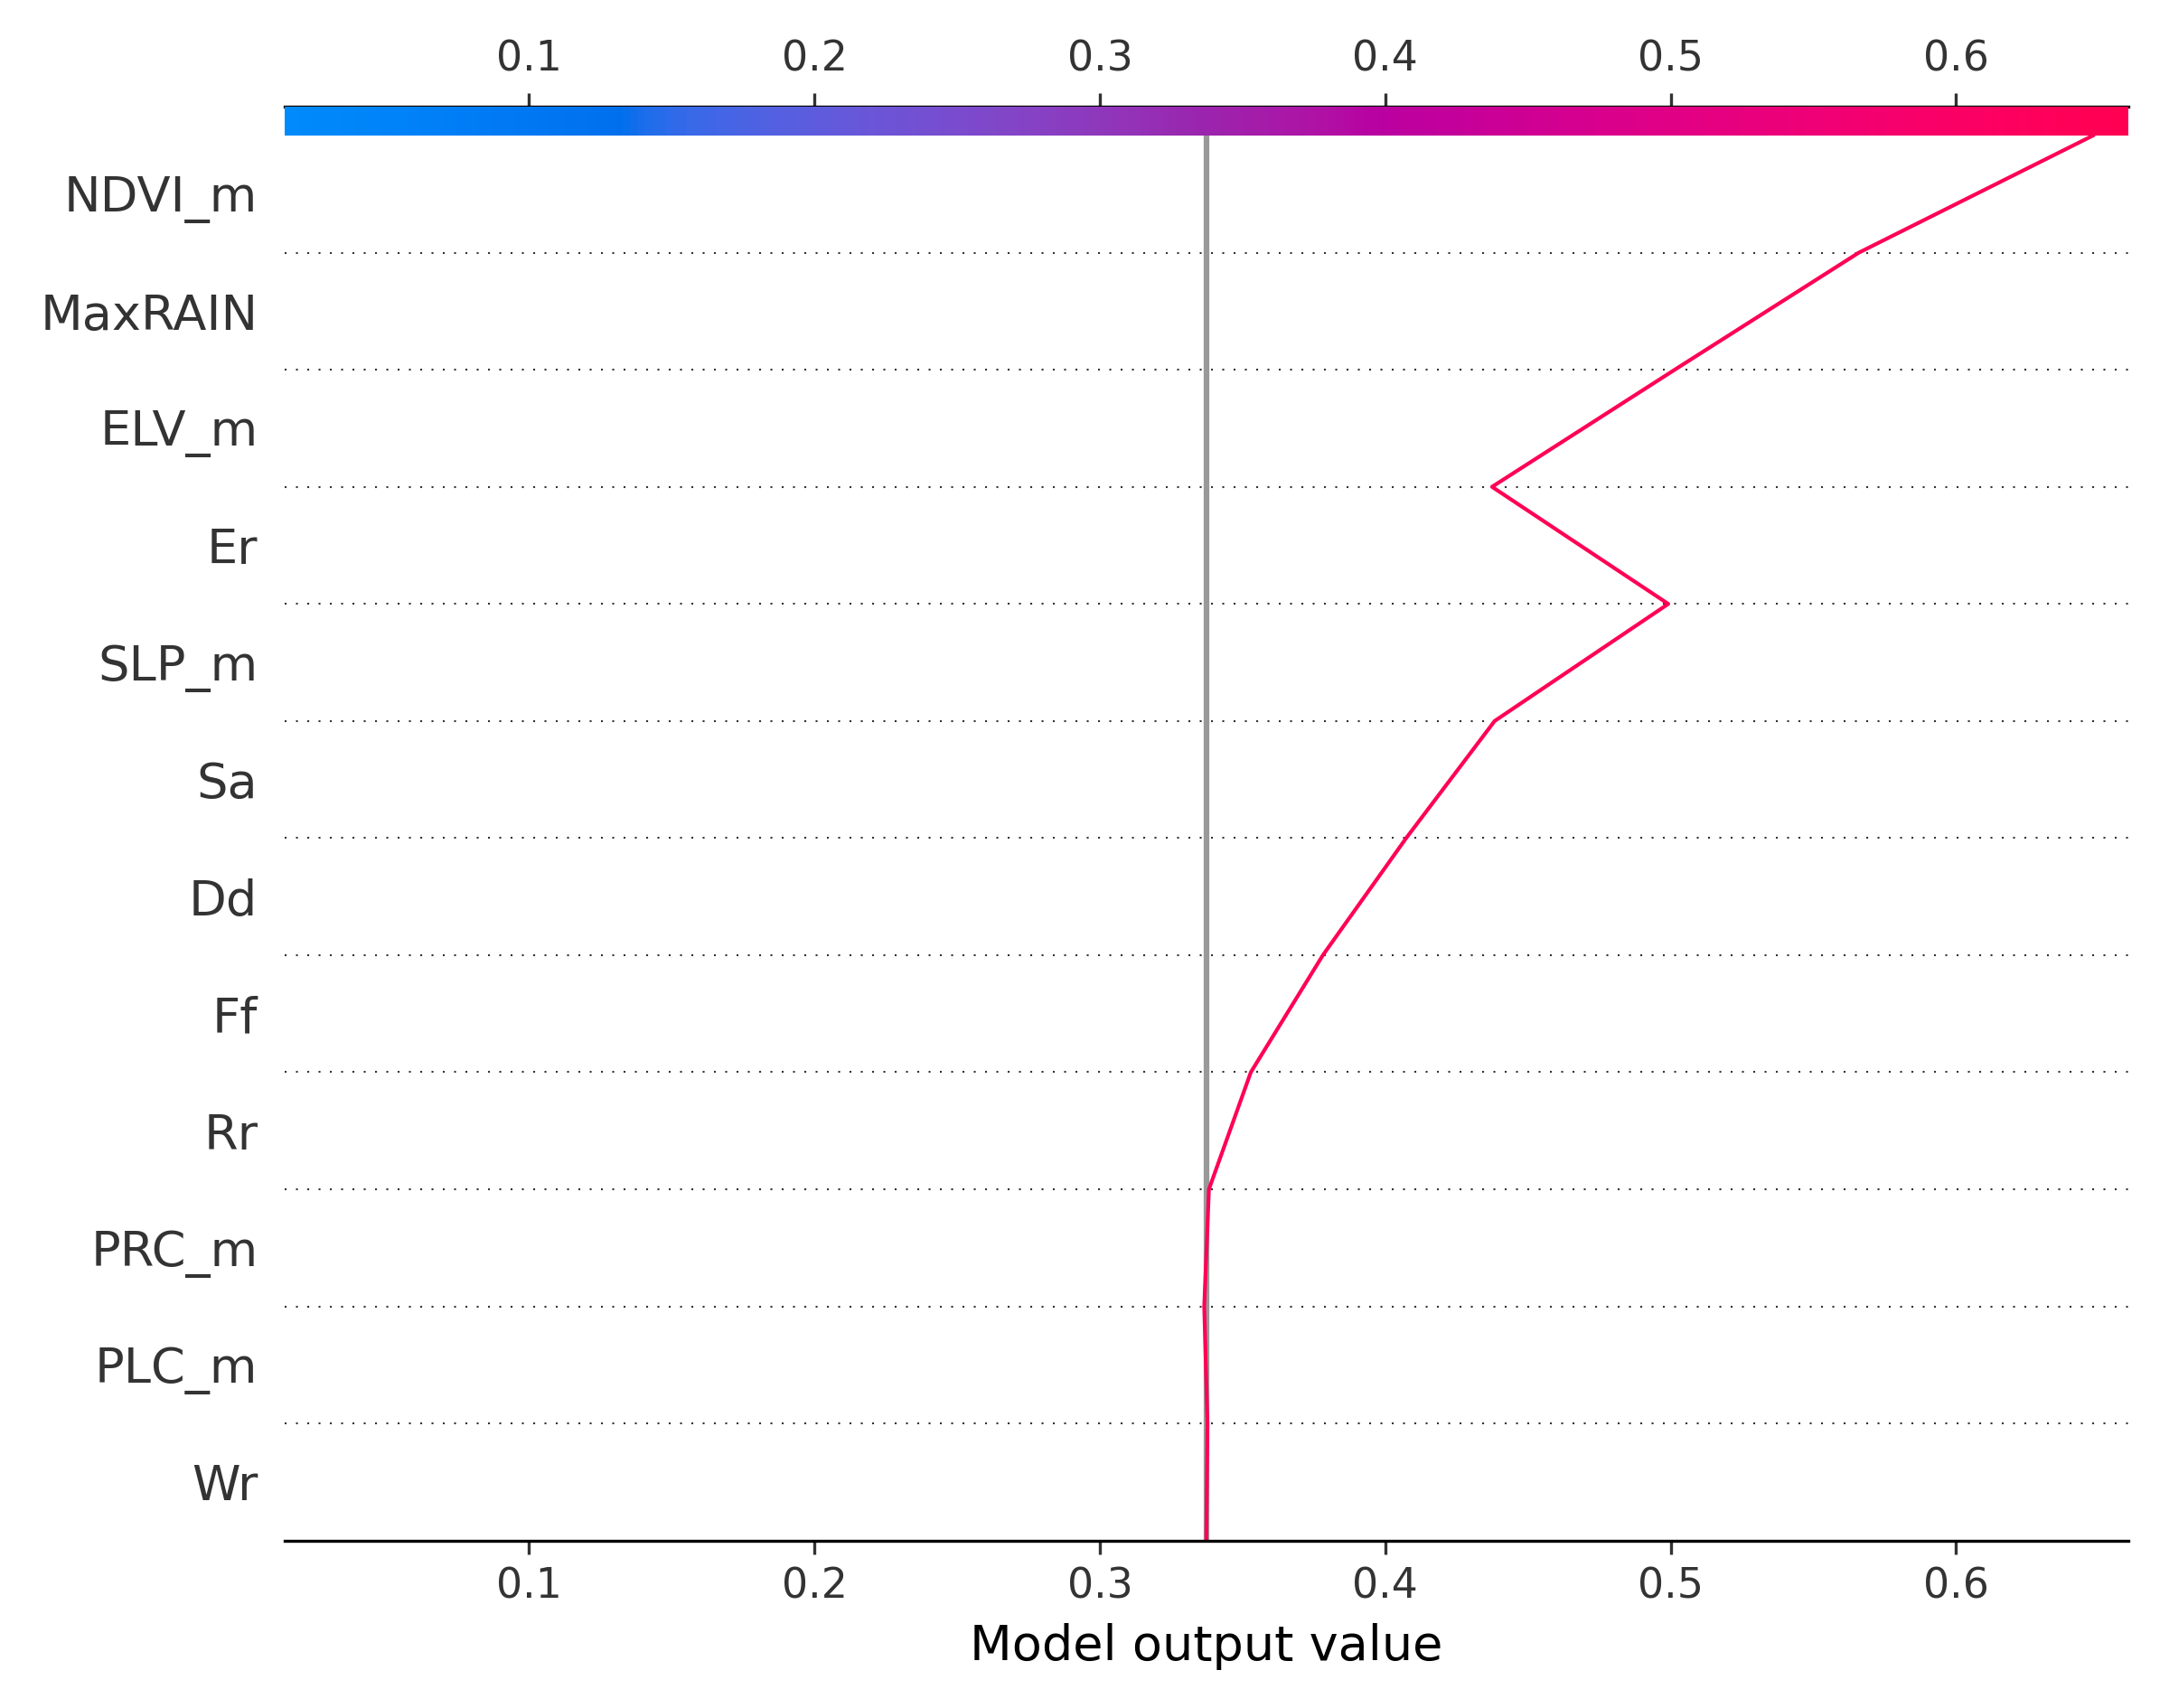 0.1 0.2 0.3 0.4 0.5 0.6
NDVI_m
MaxRAIN
ELV_m
Er
SLP_m
Sa
Dd
Ff
Rr
PRC_m
PLC_m
Wr
0.1 0.2 0.3 0.4 0.5 0.6
Model output value